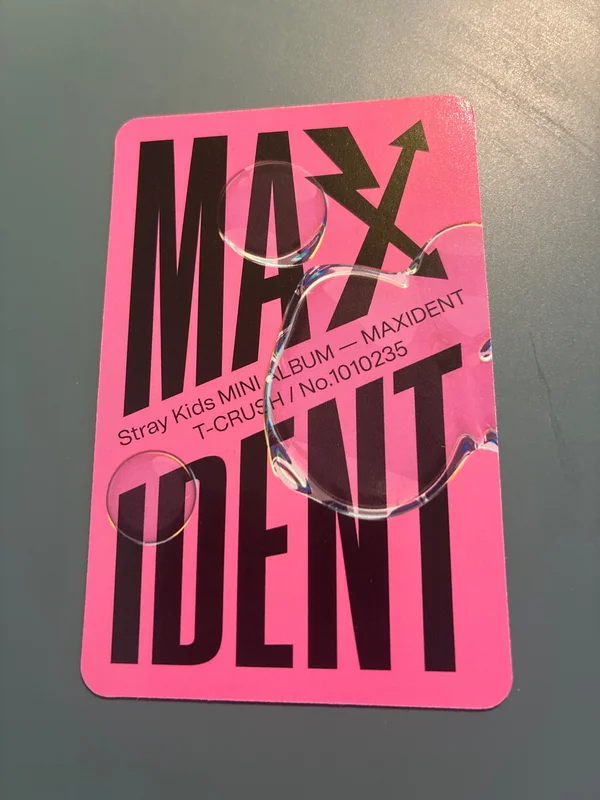 MAX
Stray Kids MINI ALBUM — MAXIDENT
T-CRUSH / No.1010235
IDENT